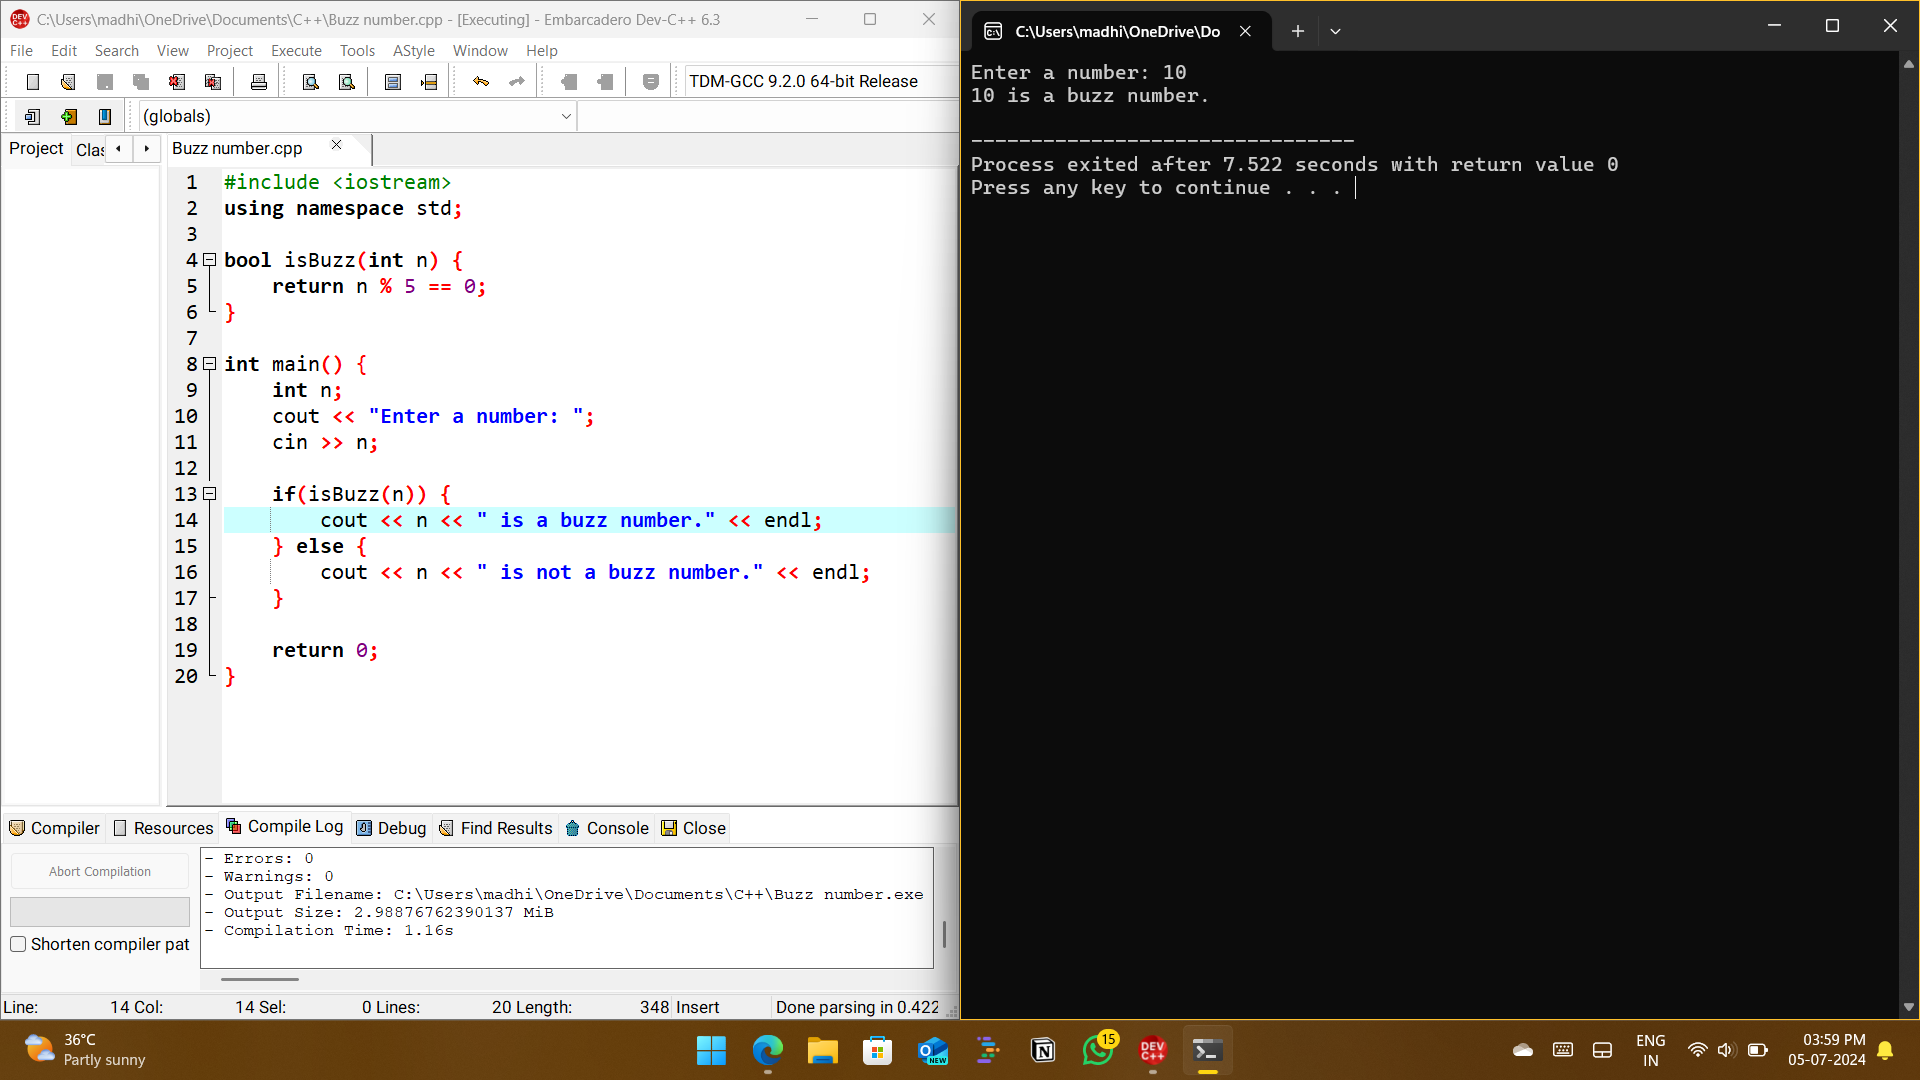 C:\Users\madhi\OneDrive\Documents\C++\Buzz number.cpp - [Executing] - Embarcadero Dev-C++ 6.3
File Edit Search View Project Execute Tools AStyle Window Help
TDM-GCC 9.2.0 64-bit Release
(globals)
Project Clas
Buzz number.cpp
1 #include <iostream>
2 using namespace std;
3
4 bool isBuzz(int n) {
5     return n % 5 == 0;
6 }
7
8 int main() {
9     int n;
10     cout << "Enter a number: ";
11     cin >> n;
12
13     if(isBuzz(n)) {
14         cout << n << " is a buzz number." << endl;
15     } else {
16         cout << n << " is not a buzz number." << endl;
17     }
18
19     return 0;
20 }
Compiler Resources Compile Log Debug Find Results Console Close
Abort Compilation
Shorten compiler pat
- Errors: 0
- Warnings: 0
- Output Filename: C:\Users\madhi\OneDrive\Documents\C++\Buzz number.exe
- Output Size: 2.98876762390137 MiB
- Compilation Time: 1.16s
Line: 14 Col: 14 Sel: 0 Lines: 20 Length: 348 Insert Done parsing in 0.422
C:\Users\madhi\OneDrive\Do
Enter a number: 10
10 is a buzz number.
--------------------------------
Process exited after 7.522 seconds with return value 0
Press any key to continue . . .
36°C
Partly sunny
NEW
15
DEV
C++
ENG
IN
03:59 PM
05-07-2024